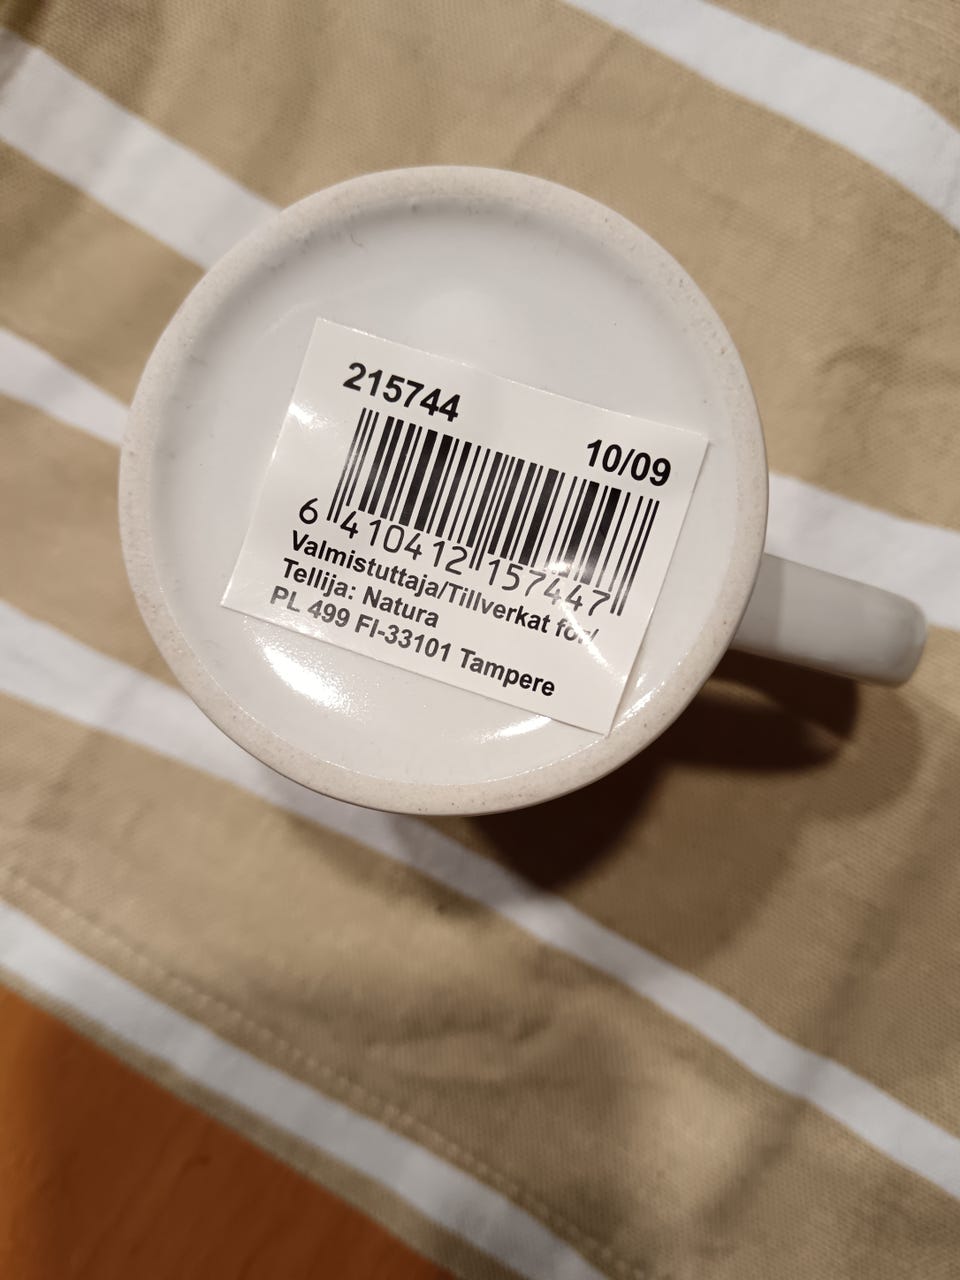 215744
10/09
6 410412 157447
Valmistuttaja/Tillverkat för/
Tellija: Natura
PL 499 FI-33101 Tampere